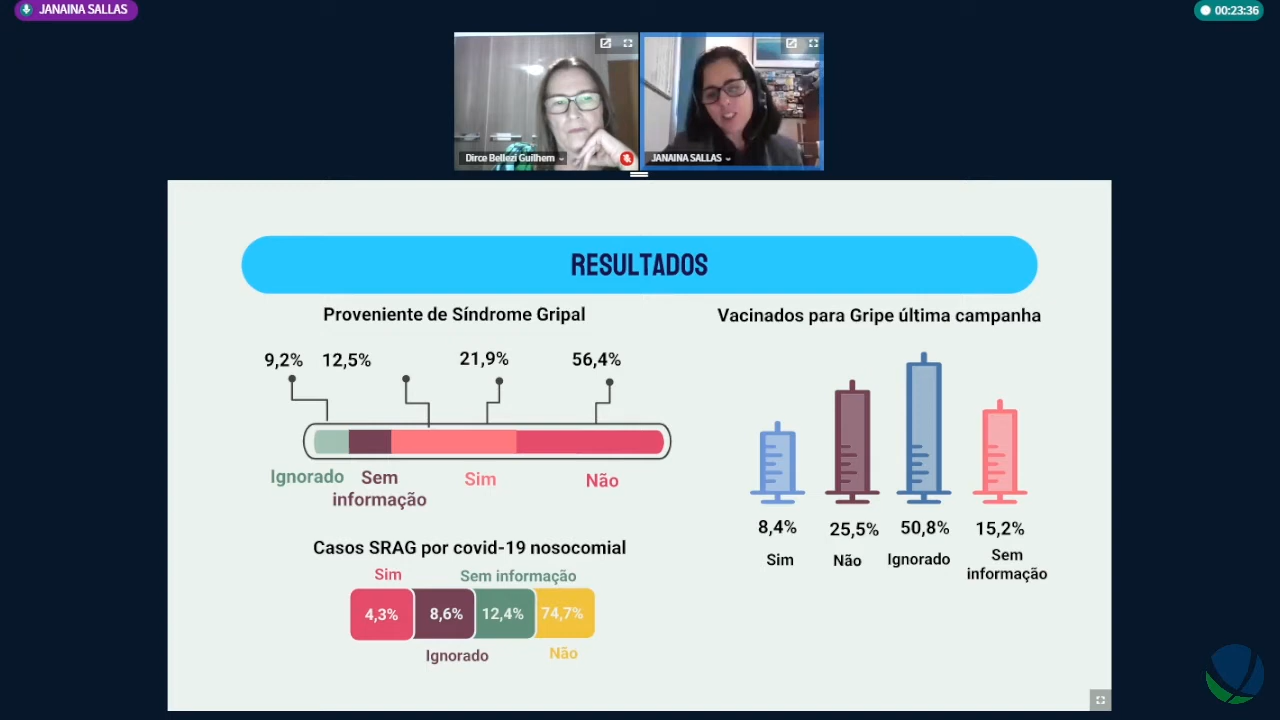 JANAINA SALLAS
00:23:36
Dirce Bellezi Guilhem
JANAINA SALLAS
RESULTADOS
Proveniente de Síndrome Gripal
9,2% 12,5% 21,9% 56,4%
Ignorado Sem informação Sim Não
Casos SRAG por covid-19 nosocomial
Sim Sem informação
4,3% 8,6% 12,4% 74,7%
Ignorado Não
Vacinados para Gripe última campanha
8,4% 25,5% 50,8% 15,2%
Sim Não Ignorado Sem informação